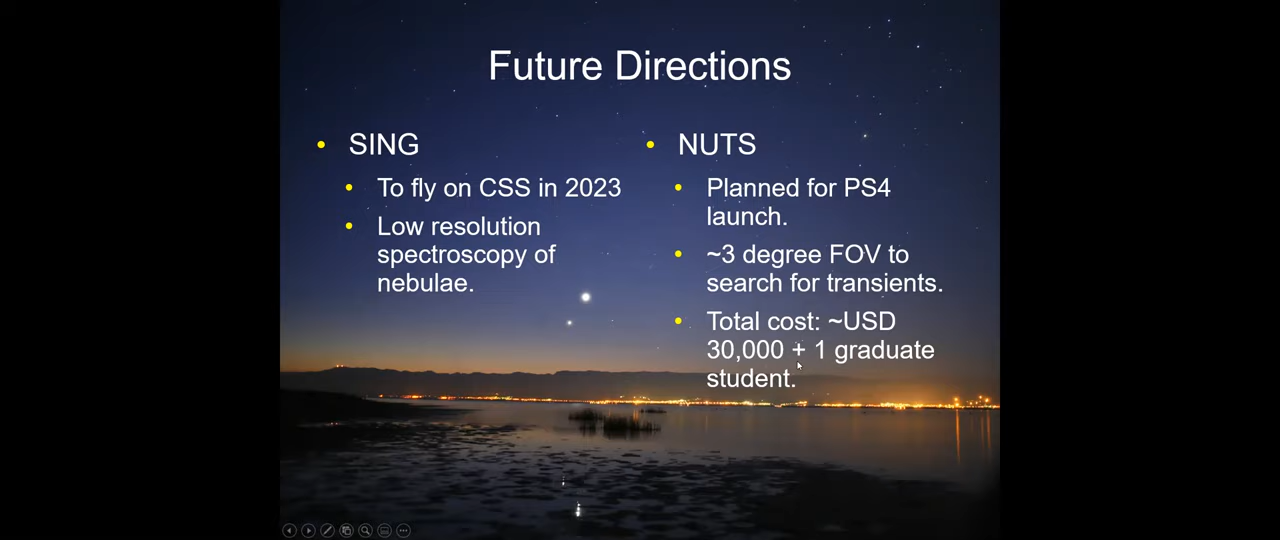 Future Directions
SING
To fly on CSS in 2023
Low resolution
spectroscopy of
nebulae.
NUTS
Planned for PS4
launch.
~3 degree FOV to
search for transients.
Total cost: ~USD
30,000 + 1 graduate
student.